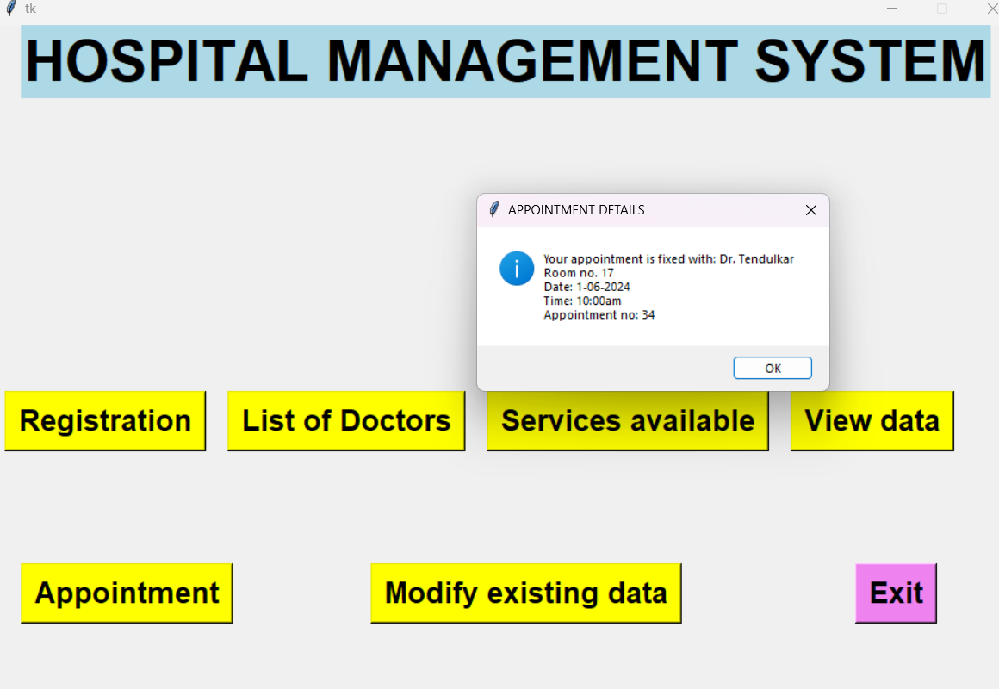 tk
HOSPITAL MANAGEMENT SYSTEM
APPOINTMENT DETAILS
Your appointment is fixed with: Dr. Tendulkar
Room no. 17
Date: 1-06-2024
Time: 10:00am
Appointment no: 34
OK
Registration
List of Doctors
Services available
View data
Appointment
Modify existing data
Exit